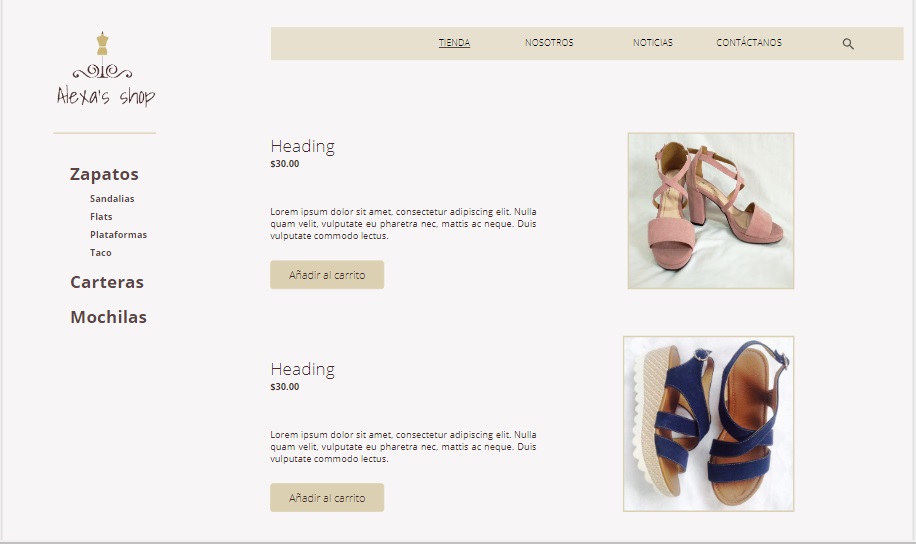 Alexa's shop
TIENDA NOSOTROS NOTICIAS CONTÁCTANOS
Zapatos
Sandalias
Flats
Plataformas
Taco
Carteras
Mochilas
Heading
$30.00
Lorem ipsum dolor sit amet, consectetur adipiscing elit. Nulla
quam velit, vulputate eu pharetra nec, mattis ac neque. Duis
vulputate commodo lectus.
Añadir al carrito
Heading
$30.00
Lorem ipsum dolor sit amet, consectetur adipiscing elit. Nulla
quam velit, vulputate eu pharetra nec, mattis ac neque. Duis
vulputate commodo lectus.
Añadir al carrito